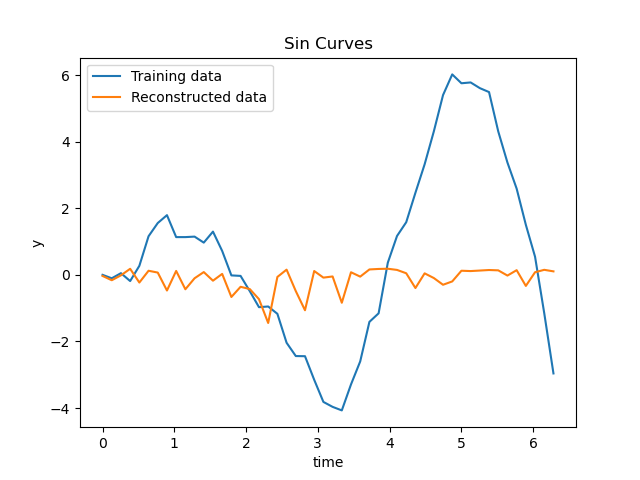 Sin Curves
Training data
Reconstructed data
6
4
2
0
−2
−4
y
0 1 2 3 4 5 6
time